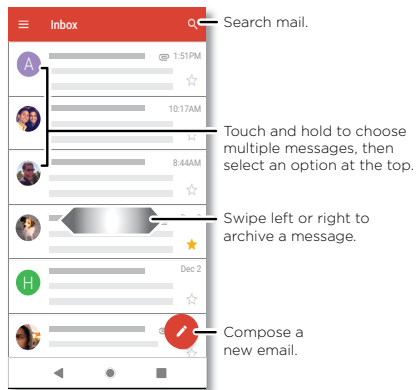 Inbox
Search mail.
A
1:51PM
10:17AM
Touch and hold to choose
multiple messages, then
select an option at the top.
8:44AM
Swipe left or right to
archive a message.
Dec 2
H
Compose a
new email.